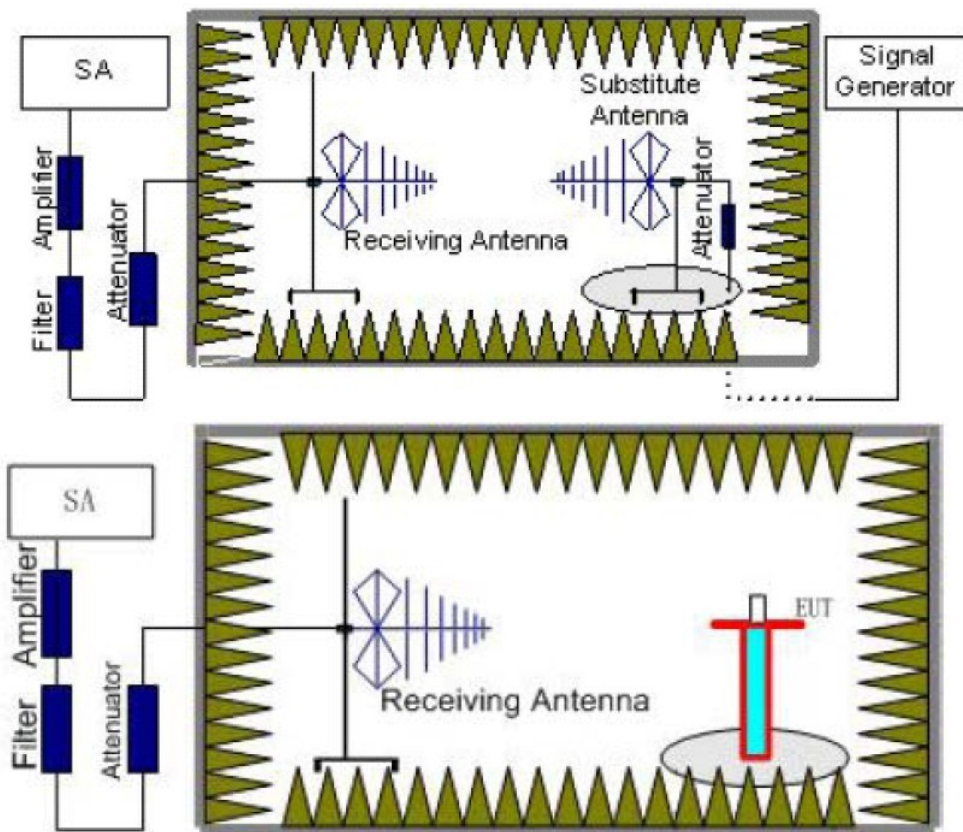 SA
Signal
Generator
Substitute
Antenna
Amplifier
Attenuator
Attenuator
Receiving Antenna
Filter
SA
Amplifier
EUT
Receiving Antenna
Filter
Attenuator